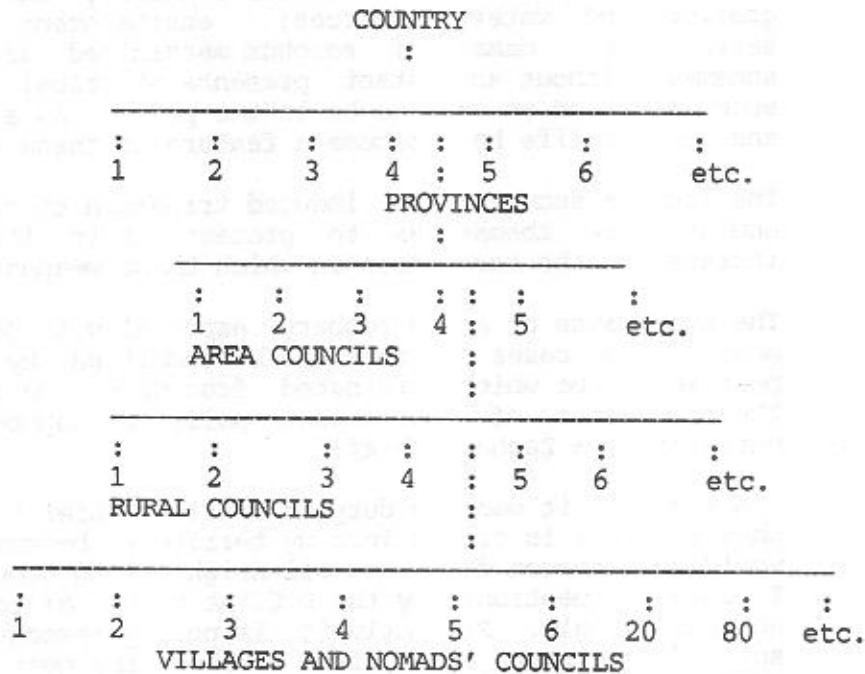 COUNTRY
:
:  :  :  :  :  :  :  :
1  2  3  4  :  5  6  etc.
PROVINCES
:
:  :  :  :  :  :  :
1  2  3  4  :  5  etc.
AREA COUNCILS  :
:
:  :  :  :  :  :  :  :
1  2  3  4  :  5  6  etc.
RURAL COUNCILS  :
:
:  :  :  :  :  :  :  :  :
1  2  3  4  5  6  20  80  etc.
VILLAGES AND NOMADS' COUNCILS